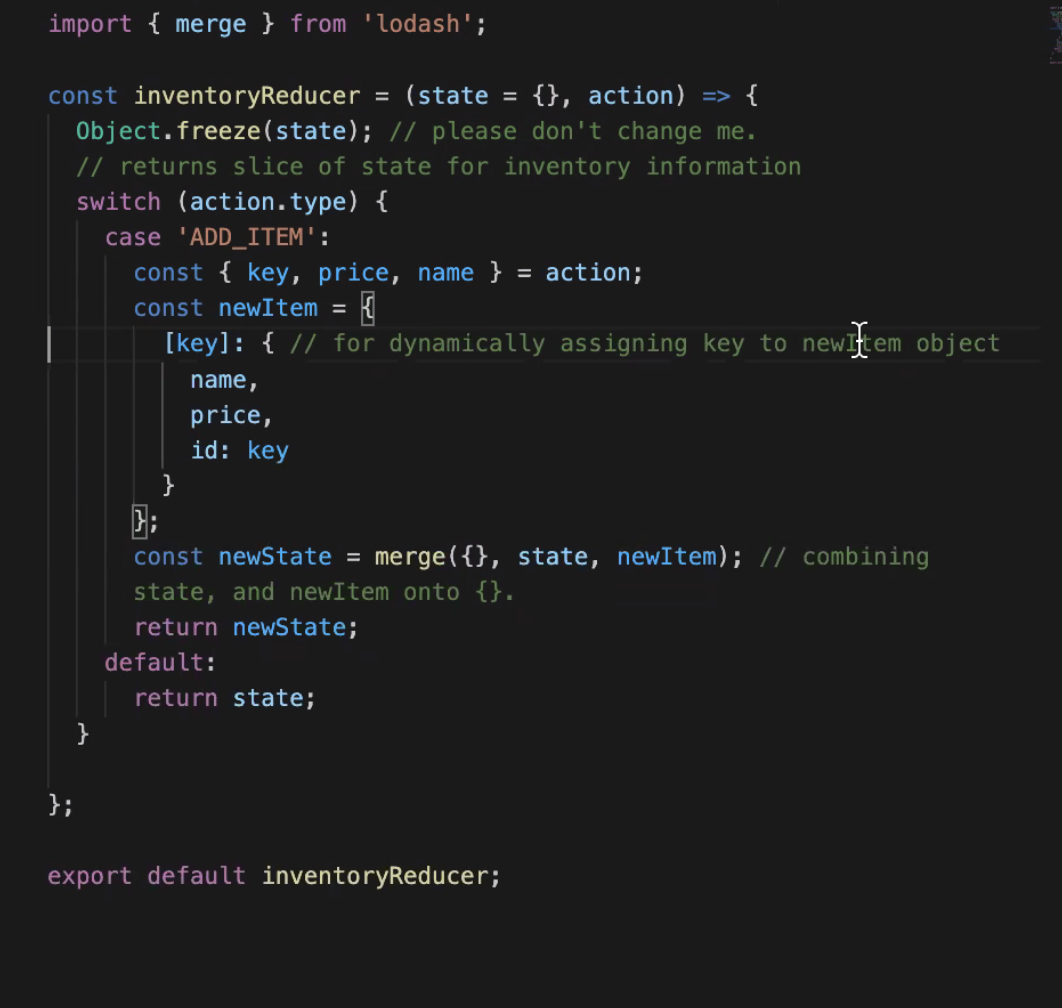 import { merge } from 'lodash';
const inventoryReducer = (state = {}, action) => {
Object.freeze(state); // please don't change me.
// returns slice of state for inventory information
switch (action.type) {
case 'ADD_ITEM':
const { key, price, name } = action;
const newItem = {
[key]: { // for dynamically assigning key to newItem object
name,
price,
id: key
}
};
const newState = merge({}, state, newItem); // combining
state, and newItem onto {}.
return newState;
default:
return state;
}
};
export default inventoryReducer;